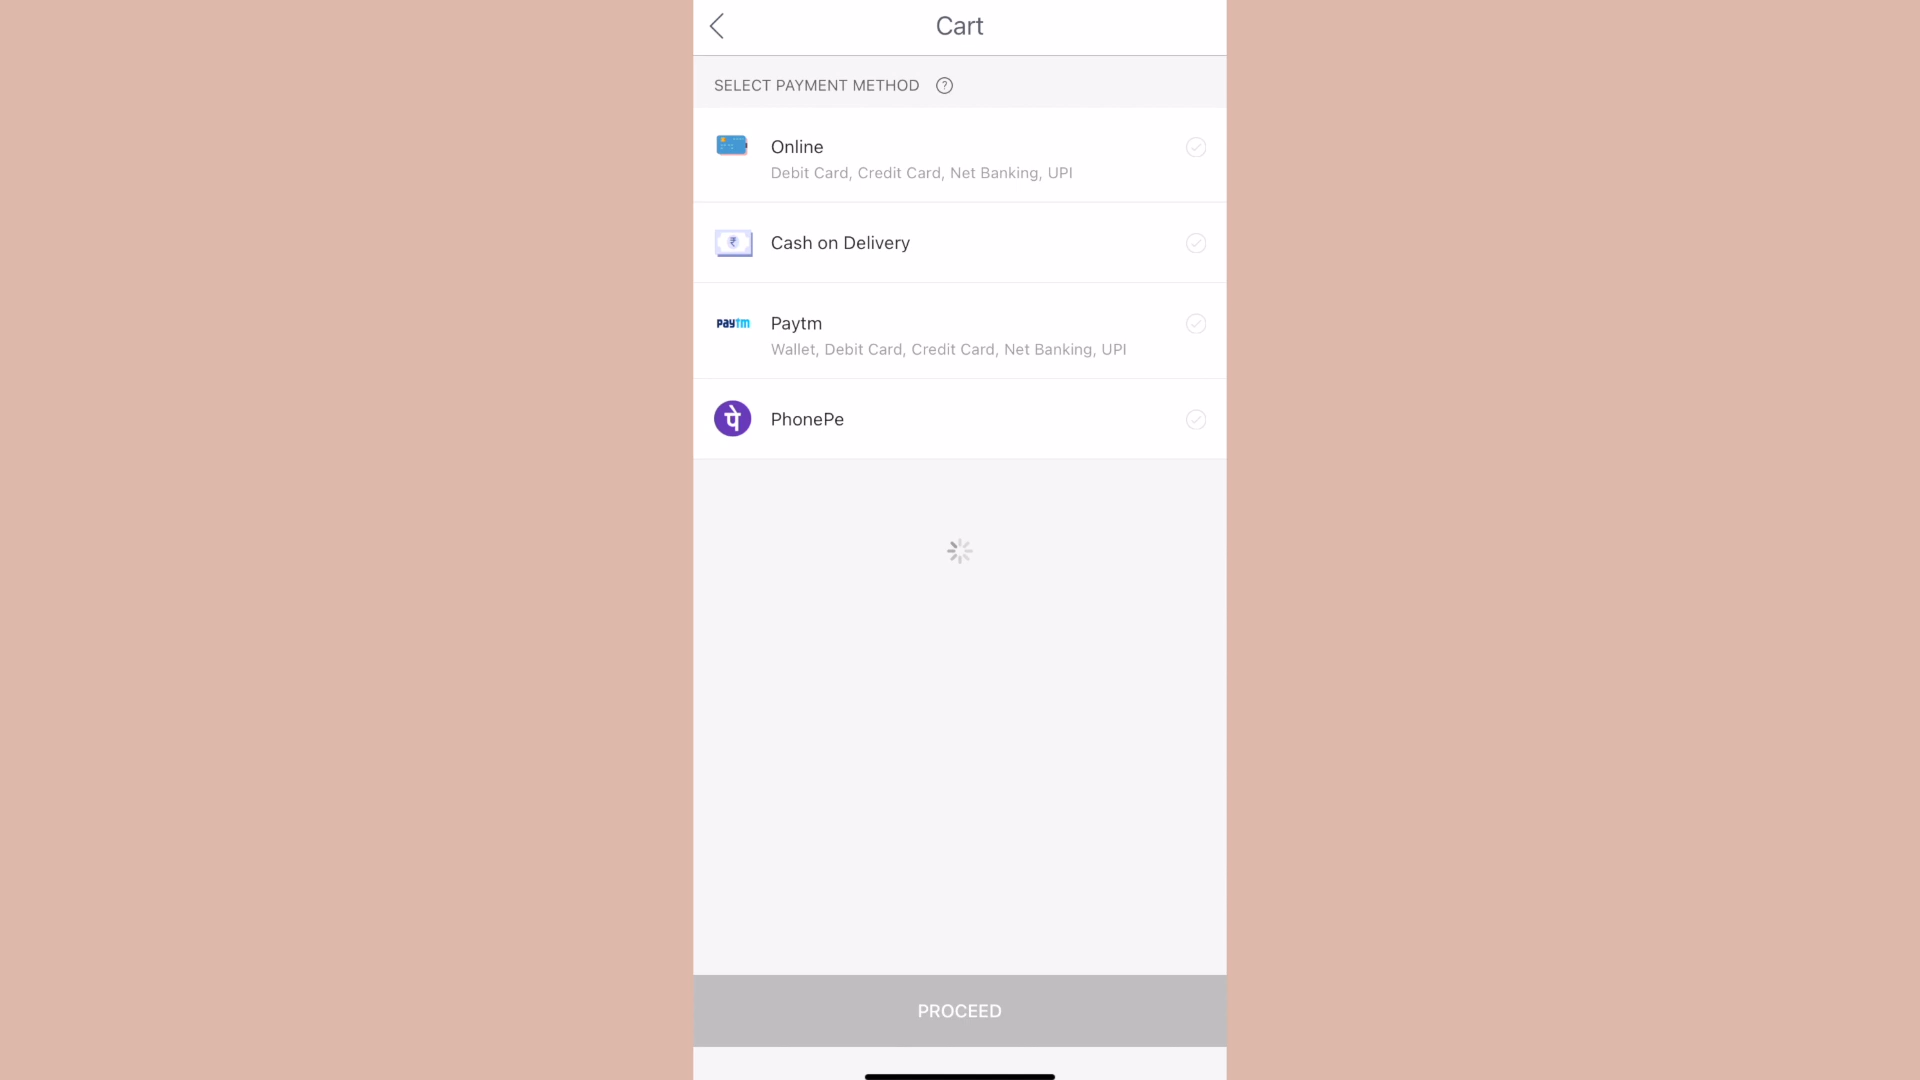 Cart
SELECT PAYMENT METHOD ?
Online
Debit Card, Credit Card, Net Banking, UPI
₹
Cash on Delivery
paytm
Paytm
Wallet, Debit Card, Credit Card, Net Banking, UPI
पे
PhonePe
PROCEED